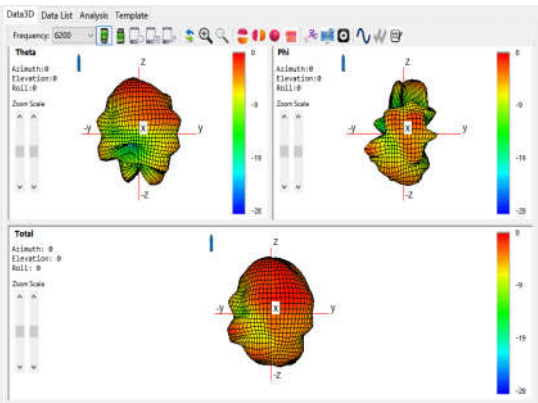 Data3D Data List Analysis Template
Frequency: 6200
Theta
Azimuth:0
Elevation:0
Roll:0
Zoom Scale
Z
-y
X
y
-Z
0
-9
-19
-28
Phi
Azimuth:0
Elevation:0
Roll:0
Zoom Scale
Z
-y
X
y
-Z
0
-9
-19
-28
Total
Azimuth: 0
Elevation: 0
Roll: 0
Zoom Scale
Z
-y
X
y
-Z
0
-9
-19
-28